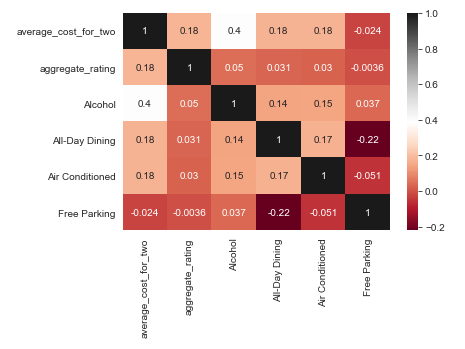 average_cost_for_two 1 0.18 0.4 0.18 0.18 -0.024
aggregate_rating 0.18 1 0.05 0.031 0.03 -0.0036
Alcohol 0.4 0.05 1 0.14 0.15 0.037
All-Day Dining 0.18 0.031 0.14 1 0.17 -0.22
Air Conditioned 0.18 0.03 0.15 0.17 1 -0.051
Free Parking -0.024 -0.0036 0.037 -0.22 -0.051 1
average_cost_for_two
aggregate_rating
Alcohol
All-Day Dining
Air Conditioned
Free Parking
1.0
0.8
0.6
0.4
0.2
0.0
−0.2